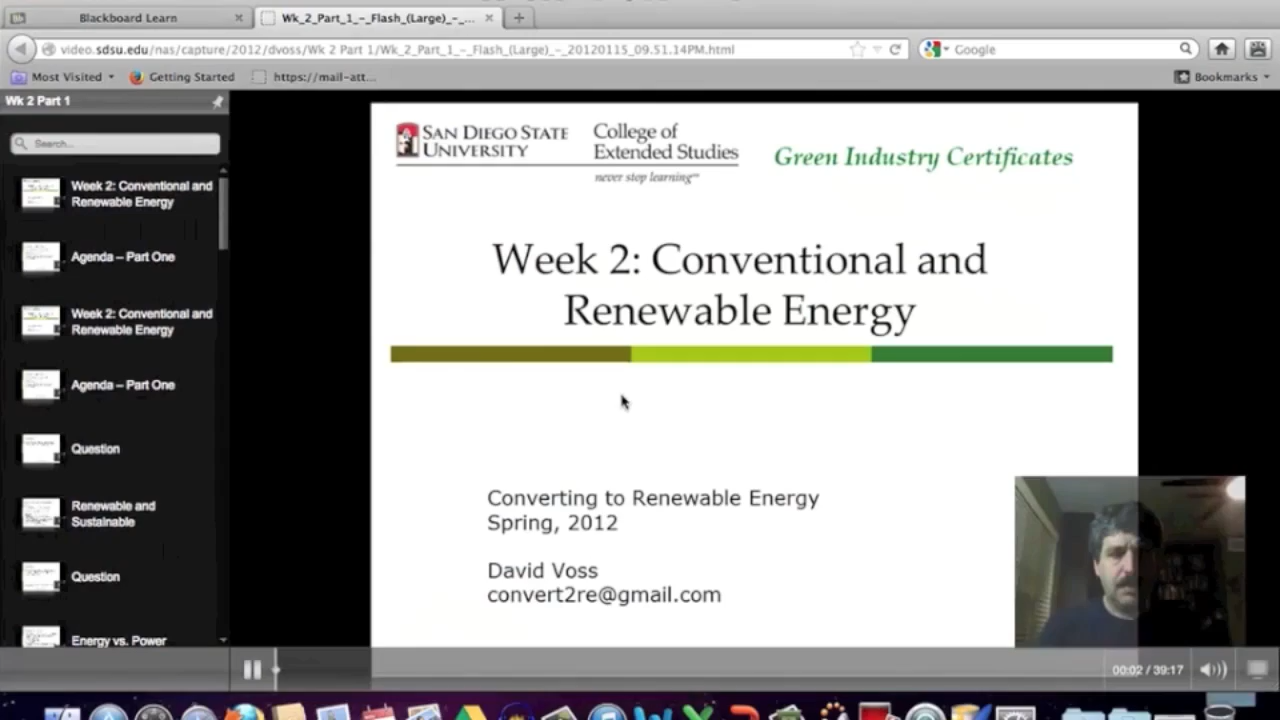 Blackboard Learn
Wk_2_Part_1_-_Flash_(Large)_-_...
video.sdsu.edu/nas/capture/2012/dvoss/Wk 2 Part 1/Wk_2_Part_1_-_Flash_(Large)_-_20120115_09.51.14PM.html
Google
Most Visited
Getting Started
https://mail-att...
Bookmarks
Wk 2 Part 1
Search...
Week 2: Conventional and
Renewable Energy
Agenda – Part One
Week 2: Conventional and
Renewable Energy
Agenda – Part One
Question
Renewable and
Sustainable
Question
Energy vs. Power
SAN DIEGO STATE
UNIVERSITY
College of
Extended Studies
never stop learning™
Green Industry Certificates
Week 2: Conventional and
Renewable Energy
Converting to Renewable Energy
Spring, 2012
David Voss
convert2re@gmail.com
00:02 / 39:17